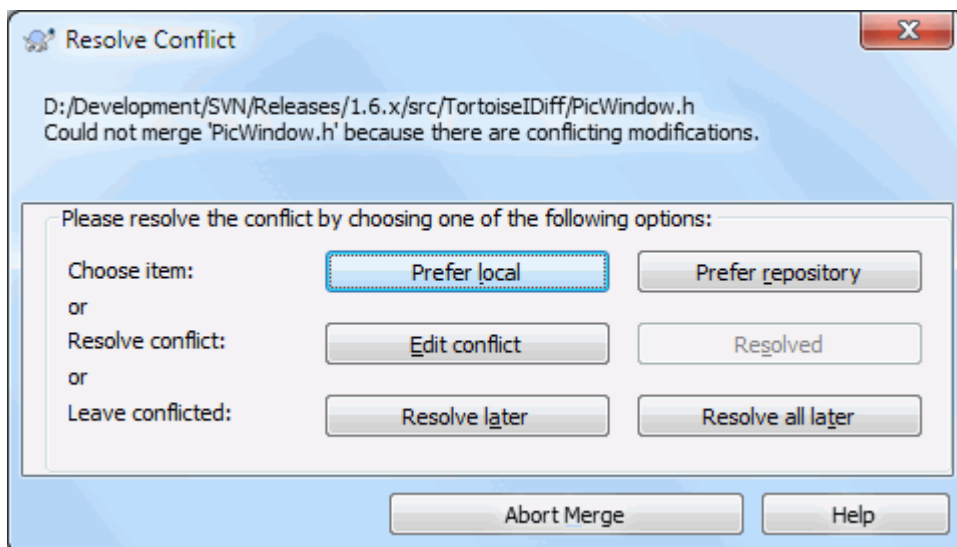 Resolve Conflict
D:/Development/SVN/Releases/1.6.x/src/TortoiseIDiff/PicWindow.h
Could not merge 'PicWindow.h' because there are conflicting modifications.
Please resolve the conflict by choosing one of the following options:
Choose item: Prefer local Prefer repository
or
Resolve conflict: Edit conflict Resolved
or
Leave conflicted: Resolve later Resolve all later
Abort Merge Help